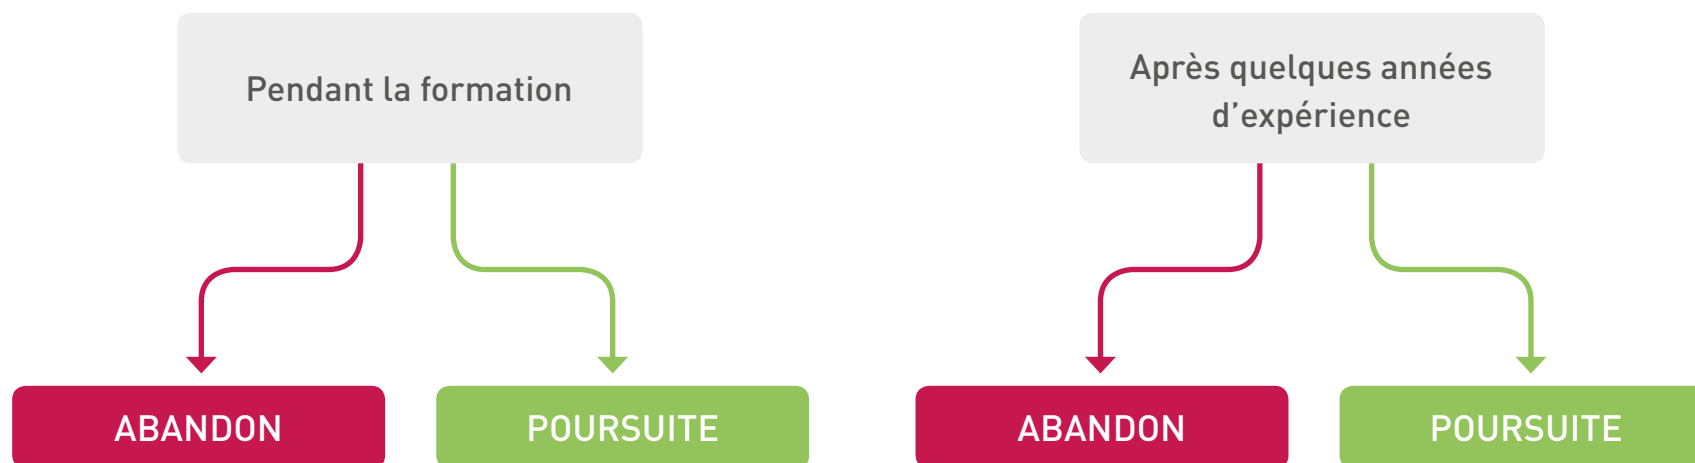 Pendant la formation
Après quelques années
d’expérience
ABANDON
POURSUITE
ABANDON
POURSUITE